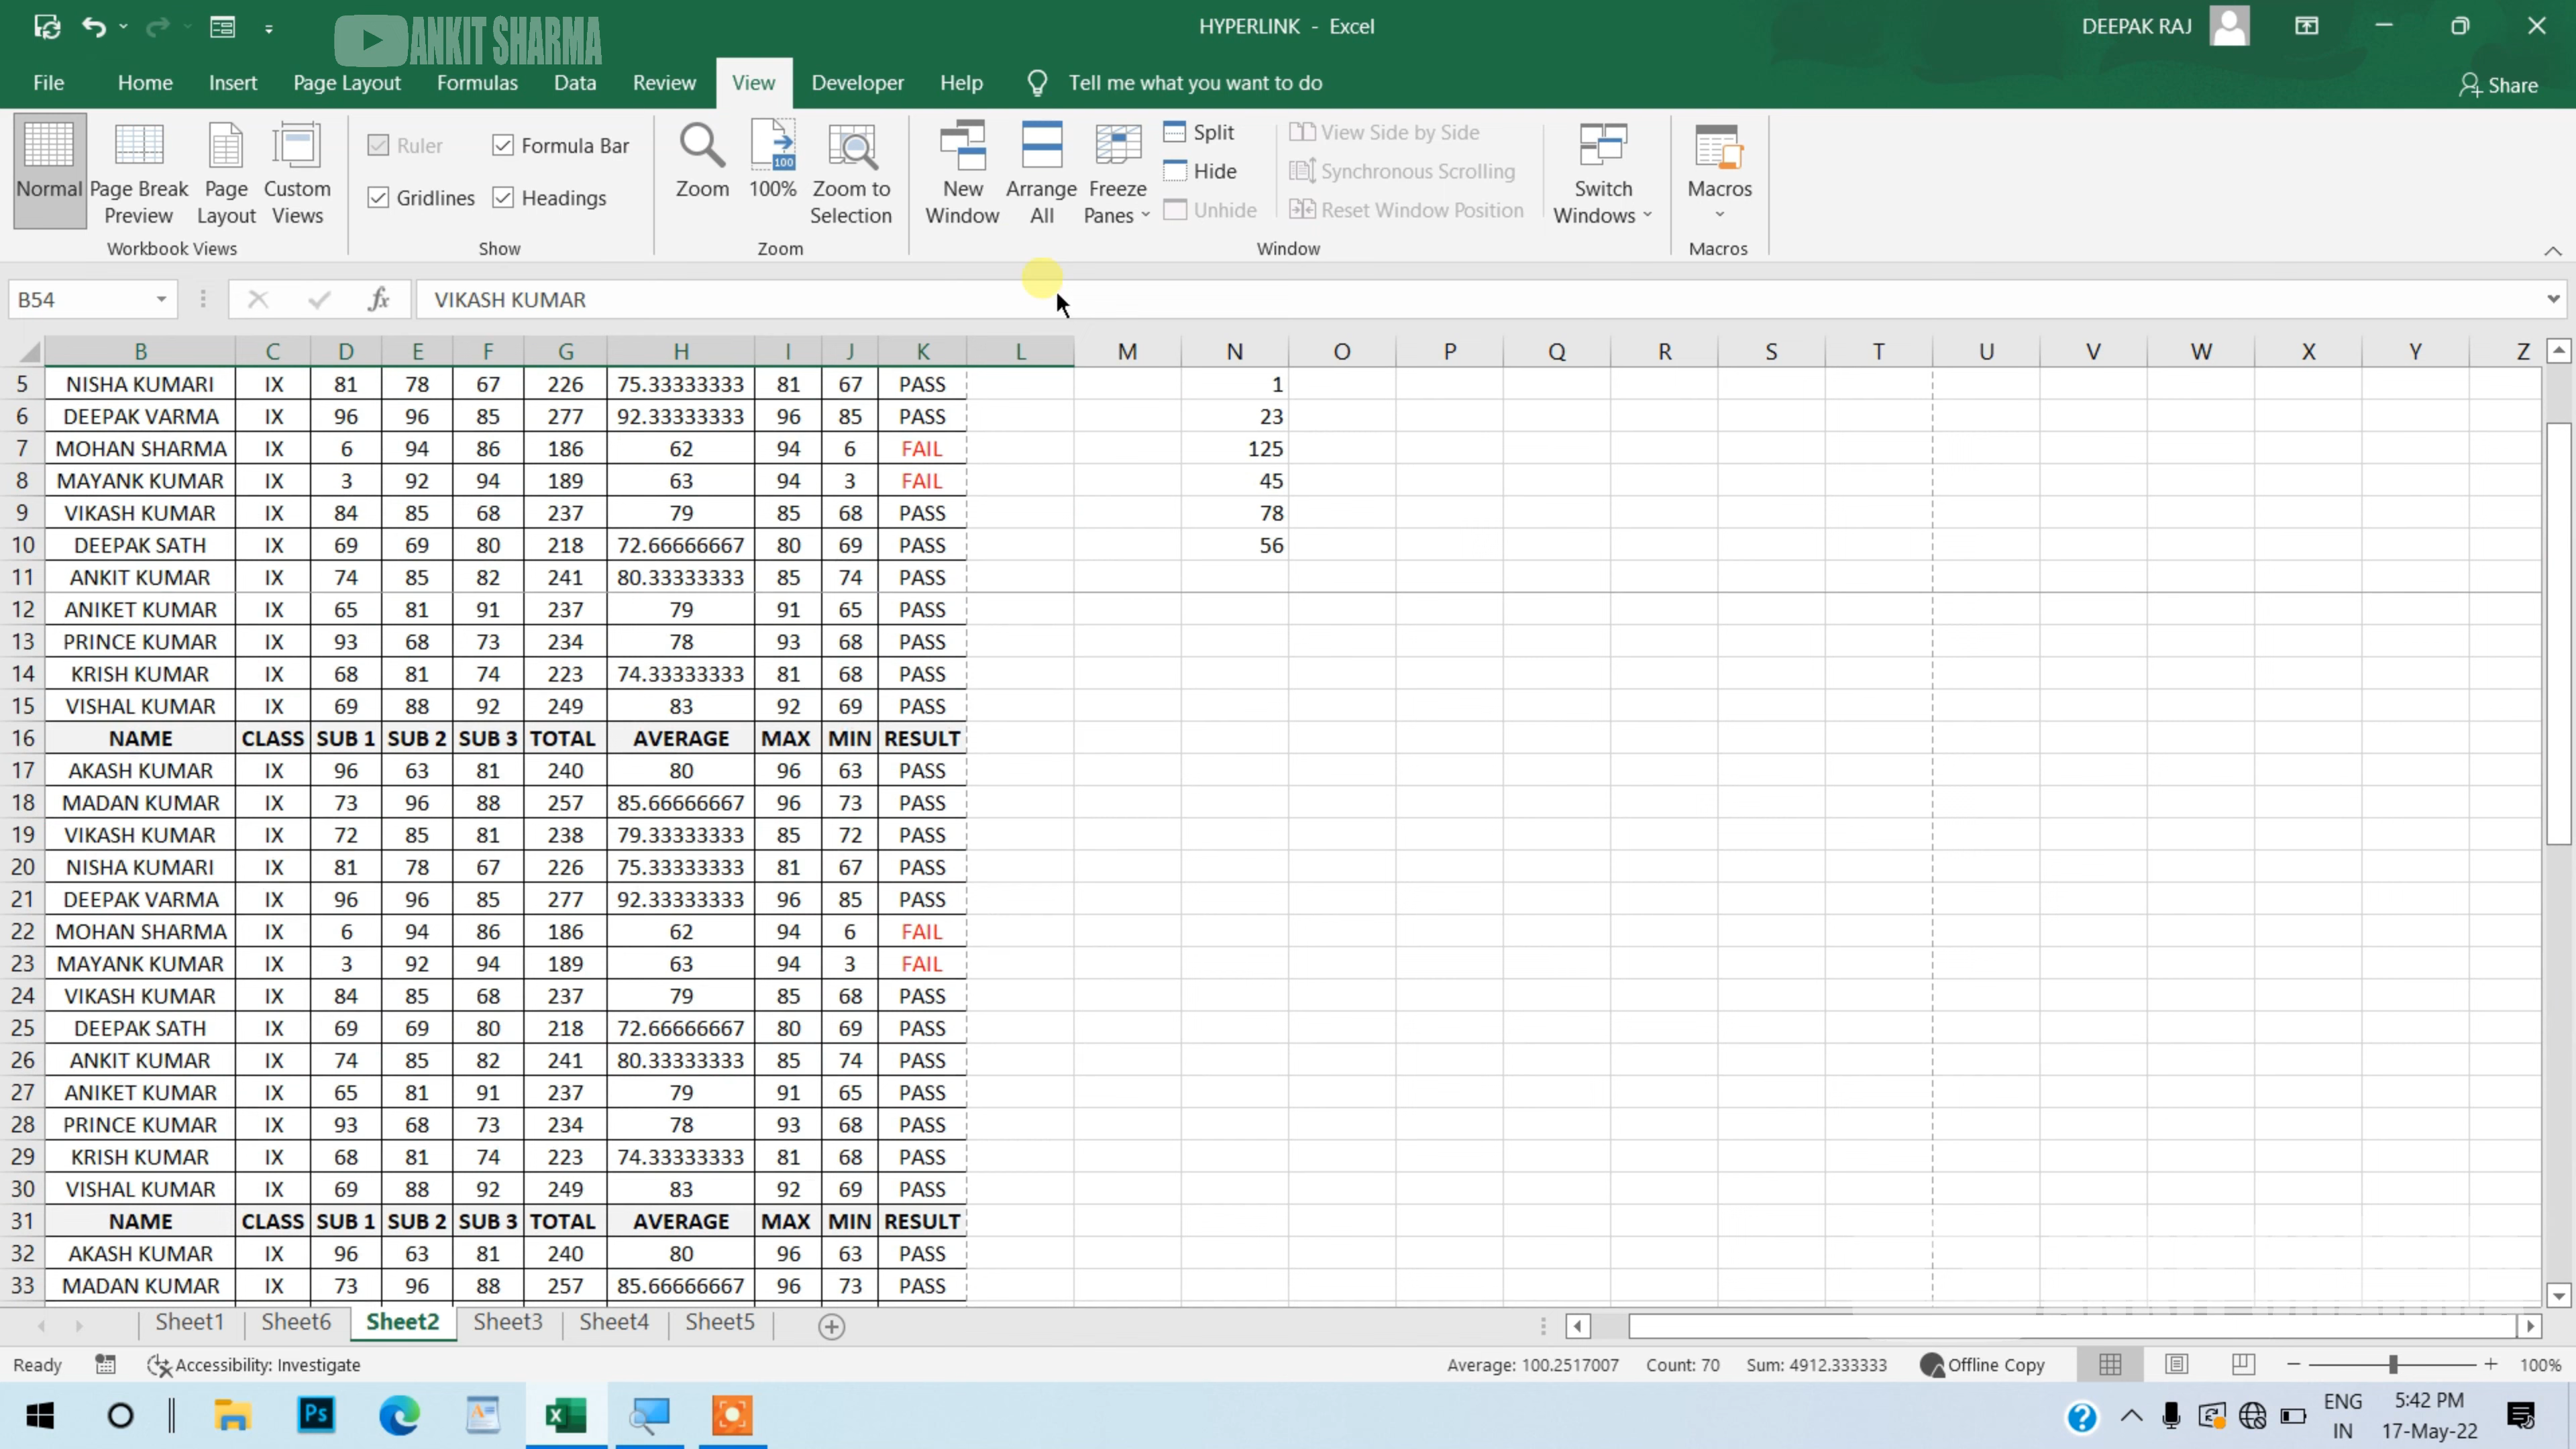 ANKIT SHARMA
HYPERLINK - Excel
DEEPAK RAJ
File Home Insert Page Layout Formulas Data Review View Developer Help Tell me what you want to do Share
Normal
Page Break Preview
Page Layout
Custom Views
Workbook Views
Ruler
Formula Bar
Gridlines
Headings
Show
Zoom
100
100%
Zoom to Selection
Zoom
New Window
Arrange All
Freeze Panes
Split
Hide
Unhide
View Side by Side
Synchronous Scrolling
Reset Window Position
Window
Switch Windows
Macros
Macros
B54 fx VIKASH KUMAR
B C D E F G H I J K L M N O P Q R S T U V W X Y Z
5 NISHA KUMARI IX 81 78 67 226 75.33333333 81 67 PASS 1
6 DEEPAK VARMA IX 96 96 85 277 92.33333333 96 85 PASS 23
7 MOHAN SHARMA IX 6 94 86 186 62 94 6 FAIL 125
8 MAYANK KUMAR IX 3 92 94 189 63 94 3 FAIL 45
9 VIKASH KUMAR IX 84 85 68 237 79 85 68 PASS 78
10 DEEPAK SATH IX 69 69 80 218 72.66666667 80 69 PASS 56
11 ANKIT KUMAR IX 74 85 82 241 80.33333333 85 74 PASS
12 ANIKET KUMAR IX 65 81 91 237 79 91 65 PASS
13 PRINCE KUMAR IX 93 68 73 234 78 93 68 PASS
14 KRISH KUMAR IX 68 81 74 223 74.33333333 81 68 PASS
15 VISHAL KUMAR IX 69 88 92 249 83 92 69 PASS
16 NAME CLASS SUB 1 SUB 2 SUB 3 TOTAL AVERAGE MAX MIN RESULT
17 AKASH KUMAR IX 96 63 81 240 80 96 63 PASS
18 MADAN KUMAR IX 73 96 88 257 85.66666667 96 73 PASS
19 VIKASH KUMAR IX 72 85 81 238 79.33333333 85 72 PASS
20 NISHA KUMARI IX 81 78 67 226 75.33333333 81 67 PASS
21 DEEPAK VARMA IX 96 96 85 277 92.33333333 96 85 PASS
22 MOHAN SHARMA IX 6 94 86 186 62 94 6 FAIL
23 MAYANK KUMAR IX 3 92 94 189 63 94 3 FAIL
24 VIKASH KUMAR IX 84 85 68 237 79 85 68 PASS
25 DEEPAK SATH IX 69 69 80 218 72.66666667 80 69 PASS
26 ANKIT KUMAR IX 74 85 82 241 80.33333333 85 74 PASS
27 ANIKET KUMAR IX 65 81 91 237 79 91 65 PASS
28 PRINCE KUMAR IX 93 68 73 234 78 93 68 PASS
29 KRISH KUMAR IX 68 81 74 223 74.33333333 81 68 PASS
30 VISHAL KUMAR IX 69 88 92 249 83 92 69 PASS
31 NAME CLASS SUB 1 SUB 2 SUB 3 TOTAL AVERAGE MAX MIN RESULT
32 AKASH KUMAR IX 96 63 81 240 80 96 63 PASS
33 MADAN KUMAR IX 73 96 88 257 85.66666667 96 73 PASS
Sheet1 Sheet6 Sheet2 Sheet3 Sheet4 Sheet5
Ready Accessibility: Investigate Average: 100.2517007 Count: 70 Sum: 4912.333333 Offline Copy 100%
Ps
ENG
IN
5:42 PM
17-May-22